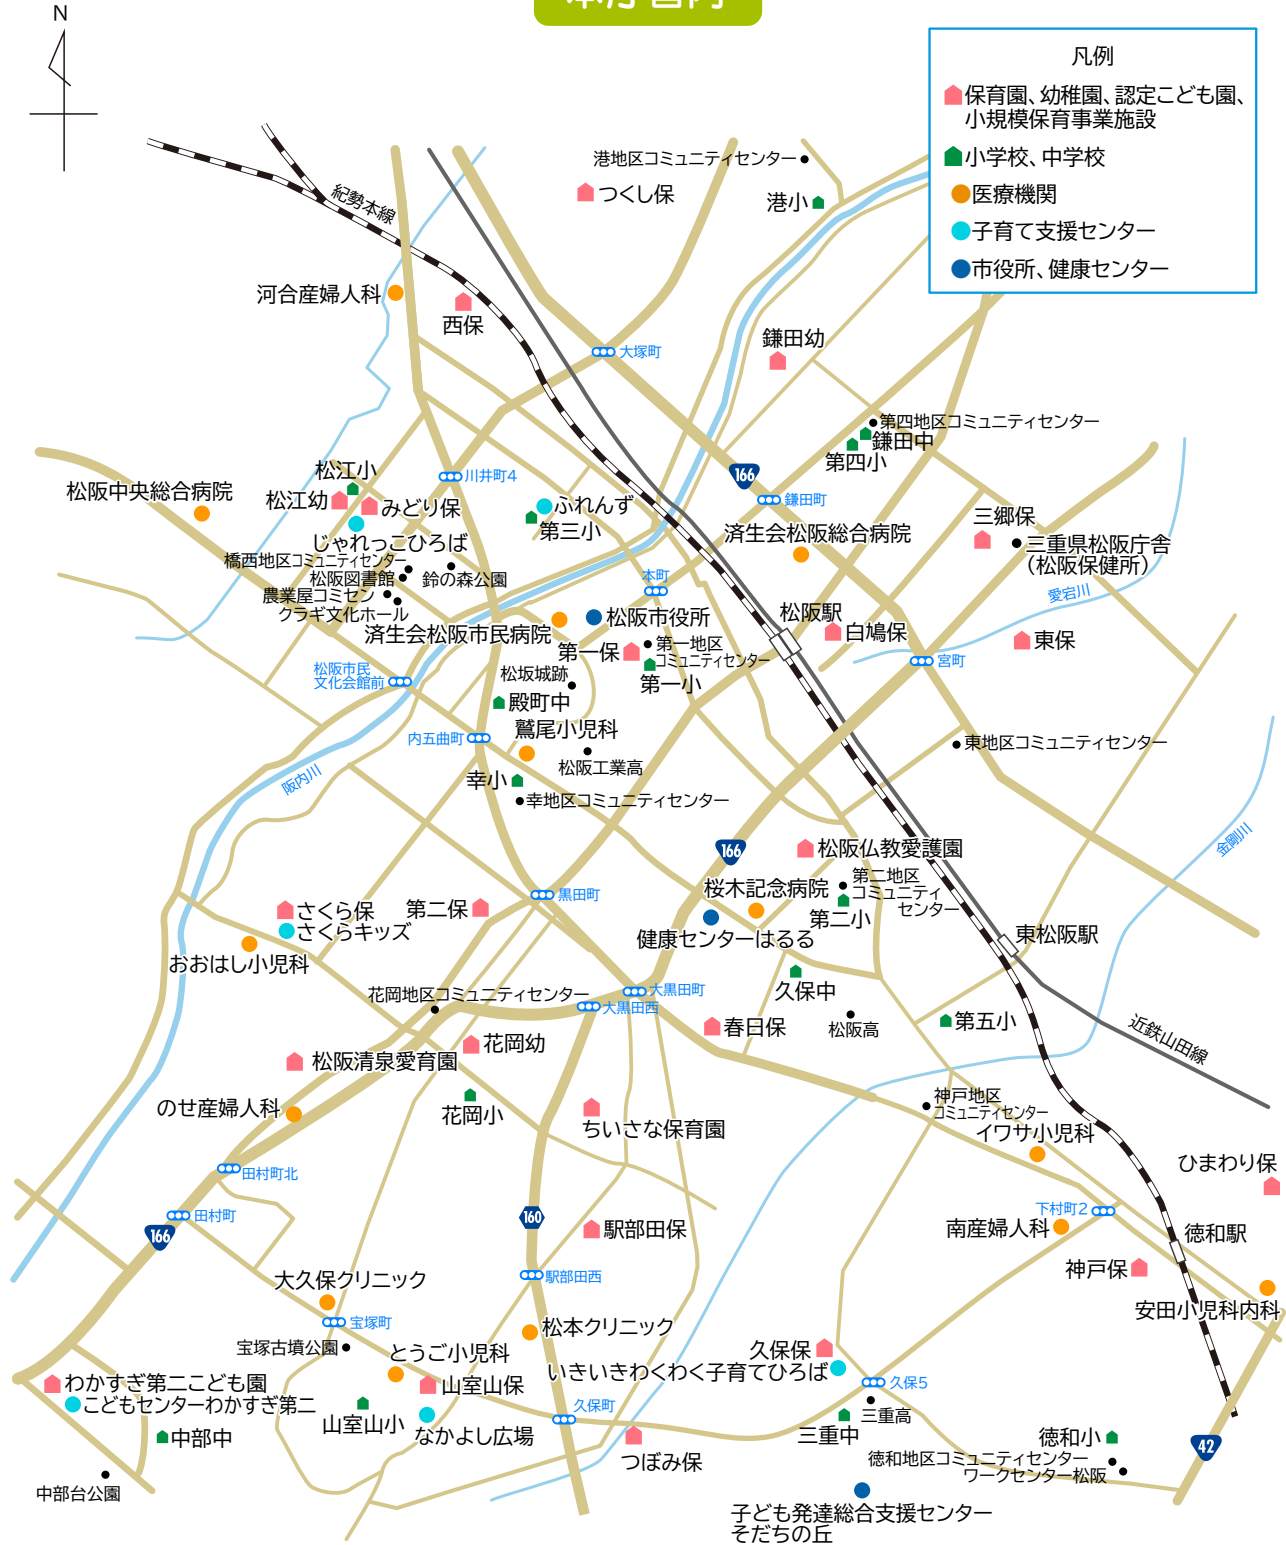 本庁管内
N
凡例
保育園、幼稚園、認定こども園、
小規模保育事業施設
小学校、中学校
医療機関
子育て支援センター
市役所、健康センター
港地区コミュニティセンター
つくし保
港小
紀勢本線
河合産婦人科
西保
大塚町
鎌田幼
第四地区コミュニティセンター
鎌田中
第四小
松江小
川井町4
166
松阪中央総合病院
松江幼
みどり保
ふれんず
鎌田町
第三小
済生会松阪総合病院
三郷保
じゃれっこひろば
三重県松阪庁舎
(松阪保健所)
橋西地区コミュニティセンター
松阪図書館
鈴の森公園
本町
農業屋コミセン
愛宕川
クラギ文化ホール
松阪市役所
松阪駅
済生会松阪市民病院
白鳩保
東保
第一保
第一地区
コミュニティセンター
宮町
松阪市民
文化会館前
松坂城跡
第一小
殿町中
鷲尾小児科
内五曲町
東地区コミュニティセンター
松阪工業高
阪内川
幸小
幸地区コミュニティセンター
金剛川
166
松阪仏教愛護園
第二地区
コミュニティ
センター
桜木記念病院
黒田町
さくら保
第二保
第二小
さくらキッズ
健康センターはるる
東松阪駅
おおはし小児科
久保中
花岡地区コミュニティセンター
大黒田町
大黒田西
春日保
松阪高
第五小
近鉄山田線
花岡幼
松阪清泉愛育園
のせ産婦人科
花岡小
神戸地区
コミュニティセンター
ちいさな保育園
イワサ小児科
ひまわり保
田村町北
田村町
166
160
下村町2
駅部田保
南産婦人科
徳和駅
神戸保
駅部田西
大久保クリニック
安田小児科内科
宝塚町
松本クリニック
宝塚古墳公園
とうご小児科
久保保
いきいきわくわく子育てひろば
わかすぎ第二こども園
山室山保
久保5
こどもセンターわかすぎ第二
久保町
三重高
山室山小
なかよし広場
三重中
中部中
徳和小
42
つぼみ保
徳和地区コミュニティセンター
ワークセンター松阪
中部台公園
子ども発達総合支援センター
そだちの丘